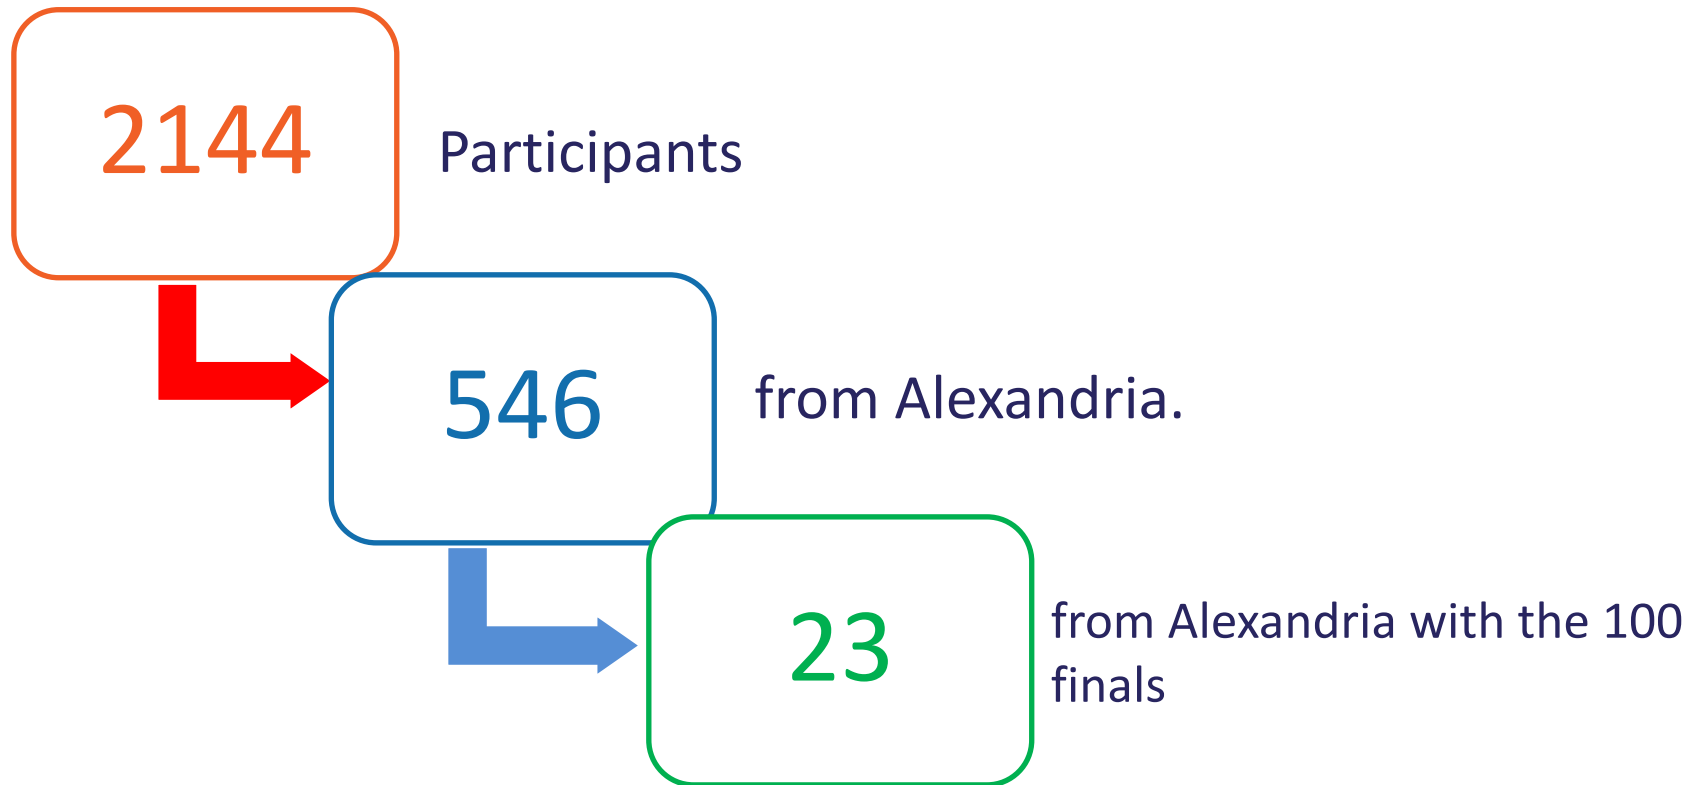 2144
Participants
546
from Alexandria.
23
from Alexandria with the 100
finals